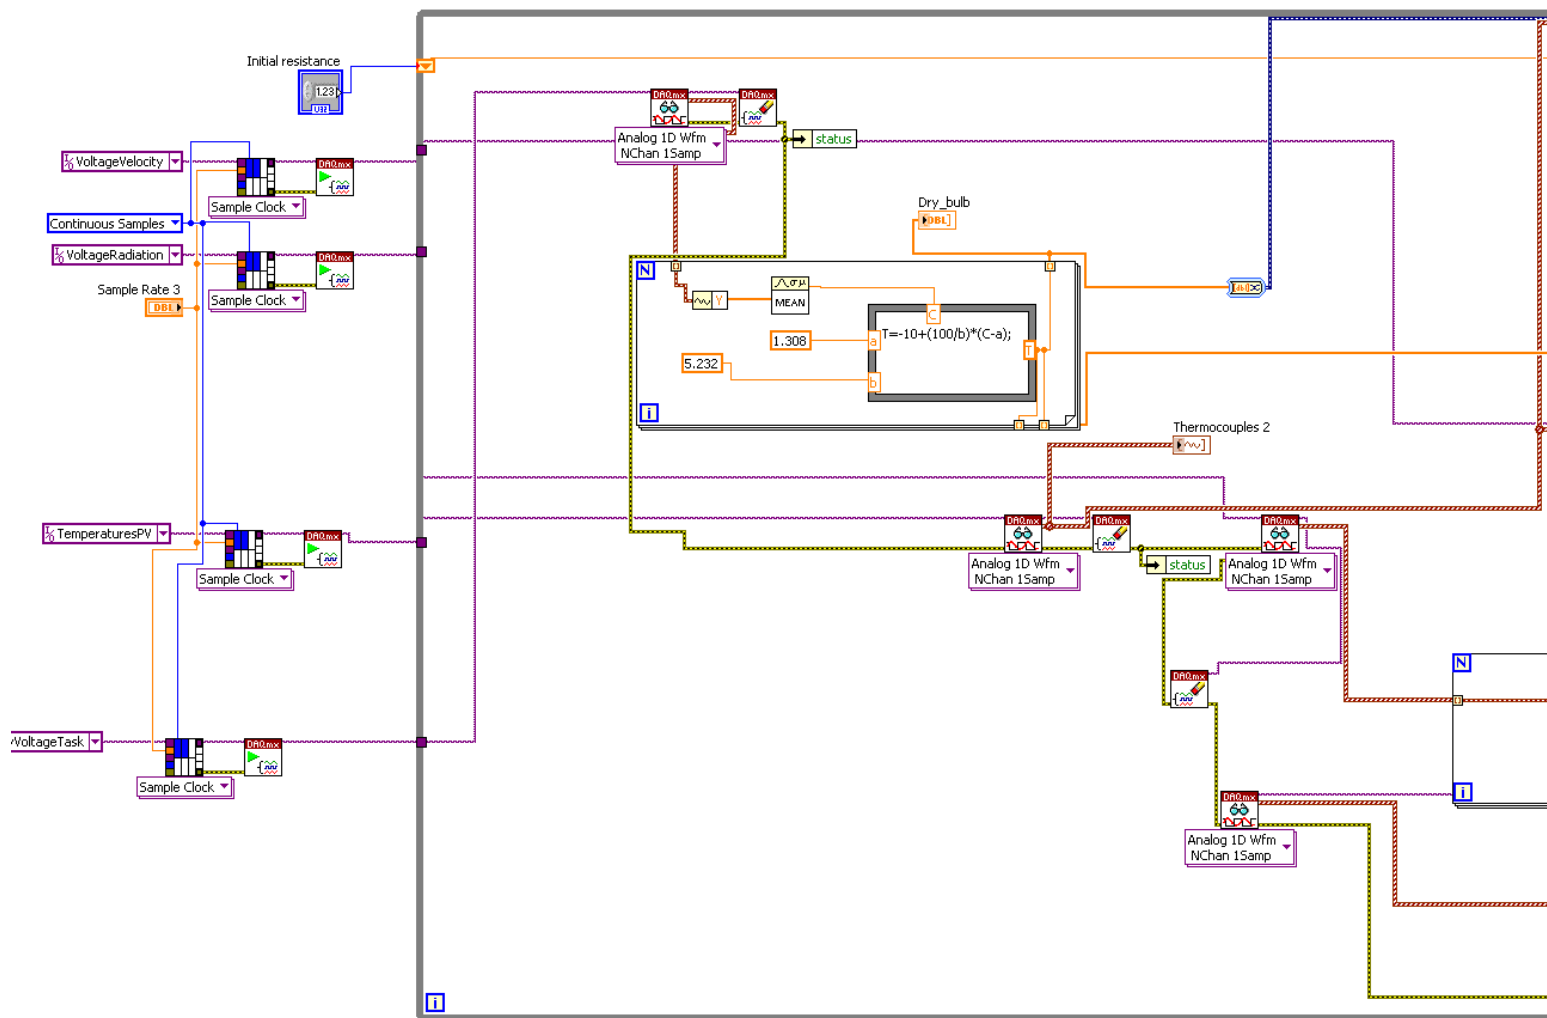 Initial resistance
1.23
U32
I/O VoltageVelocity
DAQmx
Sample Clock
Continuous Samples
I/O VoltageRadiation
DAQmx
Sample Clock
Sample Rate 3
DBL
I/O TemperaturesPV
DAQmx
Sample Clock
VoltageTask
DAQmx
Sample Clock
DAQmx
DAQmx
Analog 1D Wfm
NChan 1Samp
status
Dry_bulb
DBL
N
Y
σμ
MEAN
C
T=-10+(100/b)*(C-a);
1.308
a
T
5.232
b
i
Thermocouples 2
DAQmx
DAQmx
DAQmx
Analog 1D Wfm
NChan 1Samp
status
Analog 1D Wfm
NChan 1Samp
DAQmx
N
i
DAQmx
Analog 1D Wfm
NChan 1Samp
i